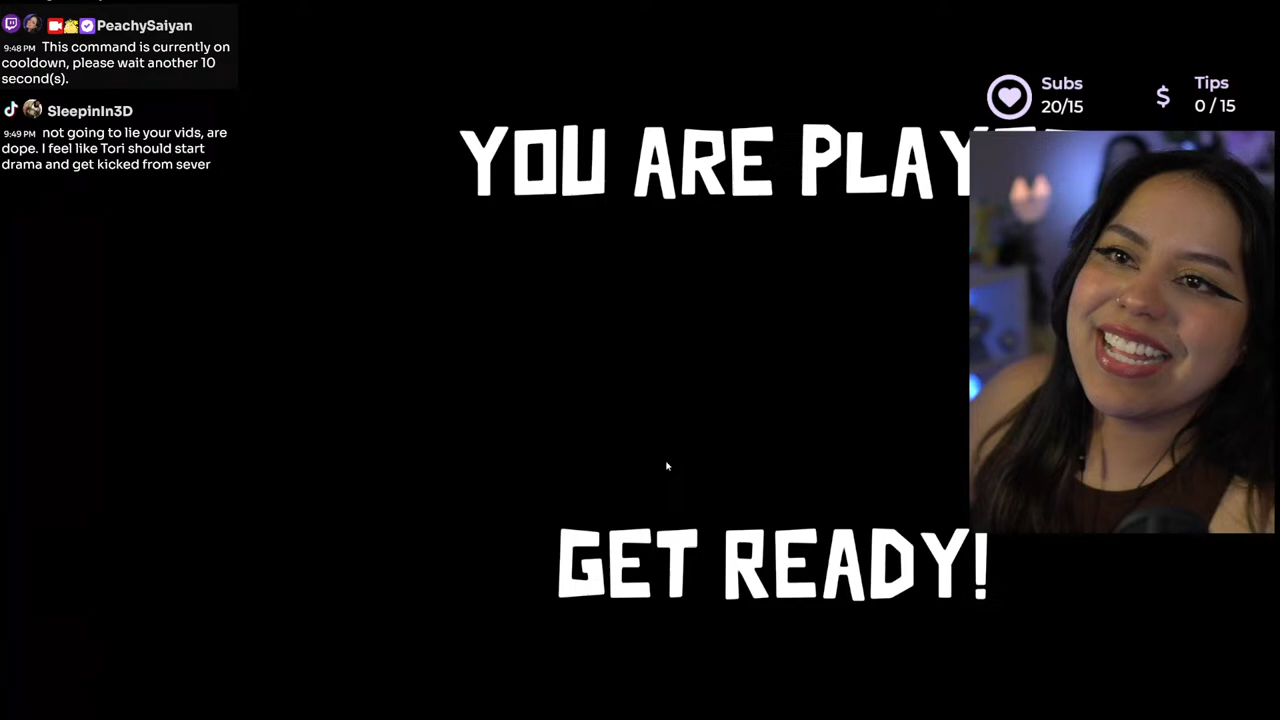 PeachySaiyan
9:48 PM This command is currently on
cooldown, please wait another 10
second(s).
SleepinIn3D
9:49 PM not going to lie your vids, are
dope. I feel like Tori should start
drama and get kicked from sever
Subs
20/15
$
Tips
0 / 15
YOU ARE
GET READY!